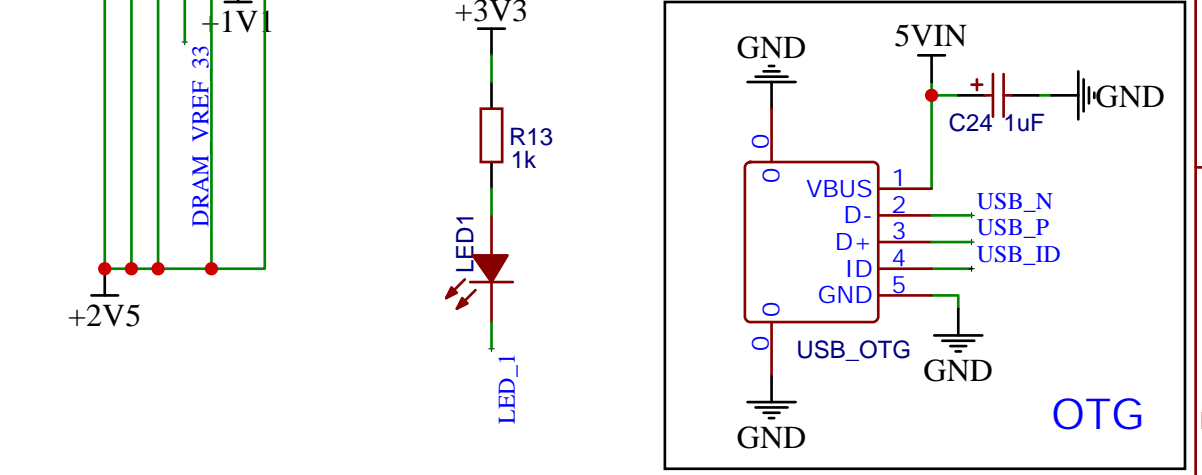 +1V1
DRAM_VREF_33
+2V5
+3V3
R13
1k
LED1
LED_1
GND
5VIN
+
GND
C24 1uF
0
0
VBUS 1
D- 2 USB_N
D+ 3 USB_P
ID 4 USB_ID
GND 5
0
0
USB_OTG
GND
GND
OTG